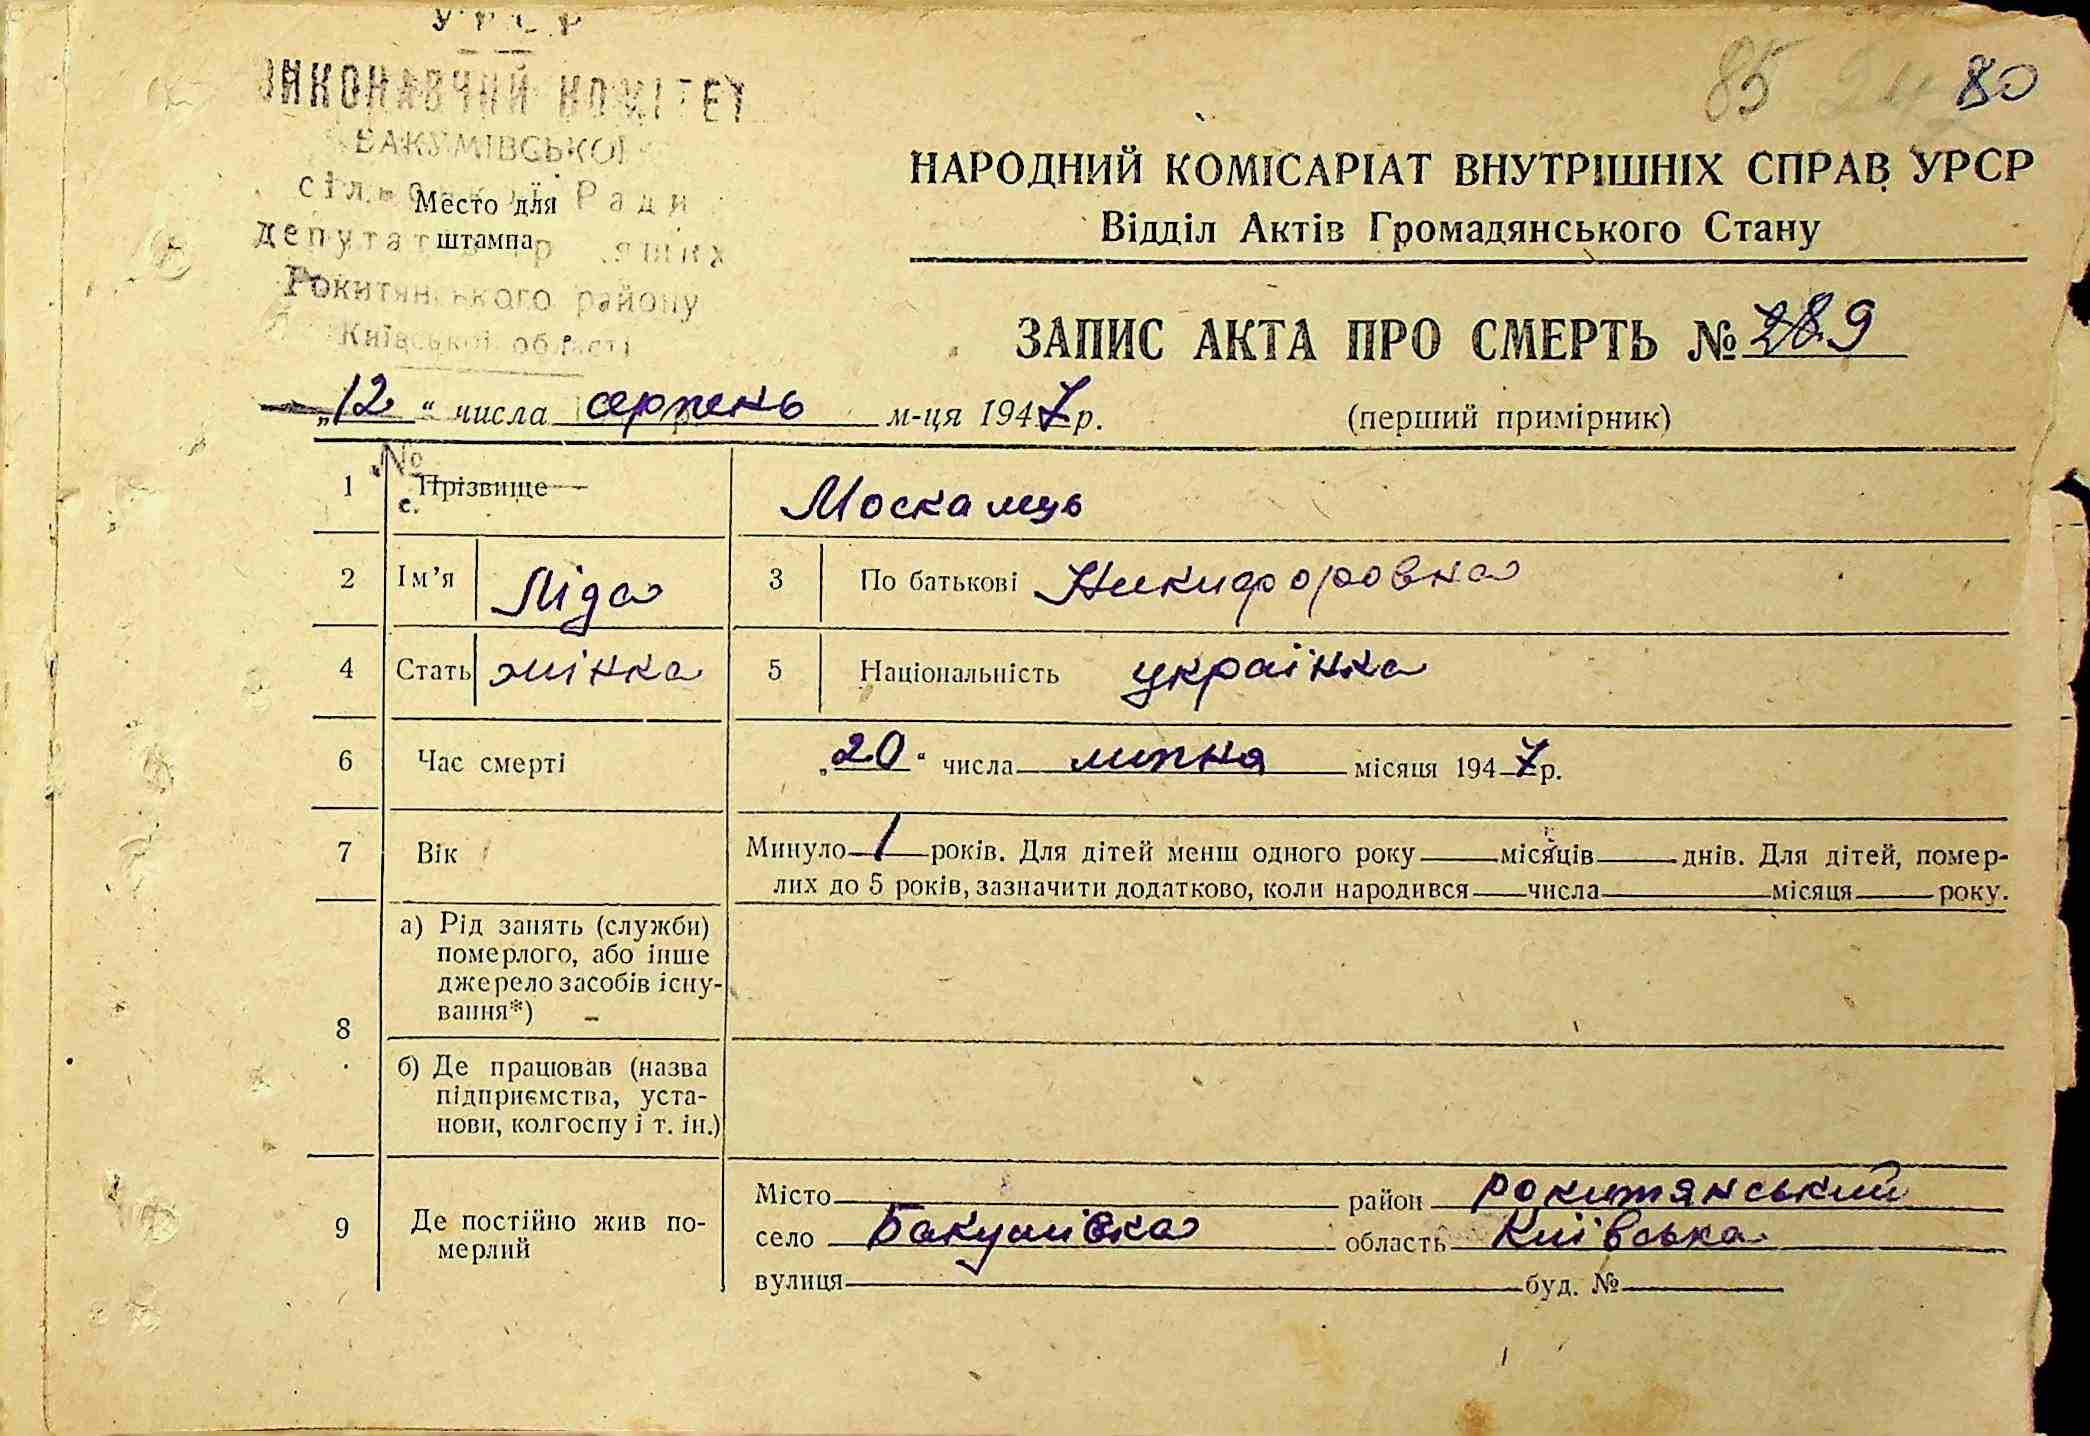 УРСР
ВИКОНАВЧИЙ КОМІТЕТ
БАКУМІВСЬКОЇ
сільської Ради
депутатів трудящих
Рокитянського району
Київської області
Место для
штампа
85 80
НАРОДНИЙ КОМІСАРІАТ ВНУТРІШНІХ СПРАВ УРСР
Відділ Актів Громадянського Стану
ЗАПИС АКТА ПРО СМЕРТЬ № 289
„12“ числа серпень м-ця 1947 р. (перший примірник)
№
с.
1 Прізвище Москалець
2 Ім’я Ліда 3 По батькові Никифоровна
4 Стать жінка 5 Національність українка
6 Час смерті „20“ числа липня місяця 1947 р.
7 Вік Минуло 1 років. Для дітей менш одного року місяців днів. Для дітей, помер-
лих до 5 років, зазначити додатково, коли народився числа місяця року.
8 а) Рід занять (служби)
померлого, або інше
джерело засобів існу-
вання*)
б) Де працював (назва
підприємства, уста-
нови, колгоспу і т. ін.)
9 Де постійно жив по-
мерлий
Місто район Рокитянський
село Бакумівка область Київська
вулиця буд. №